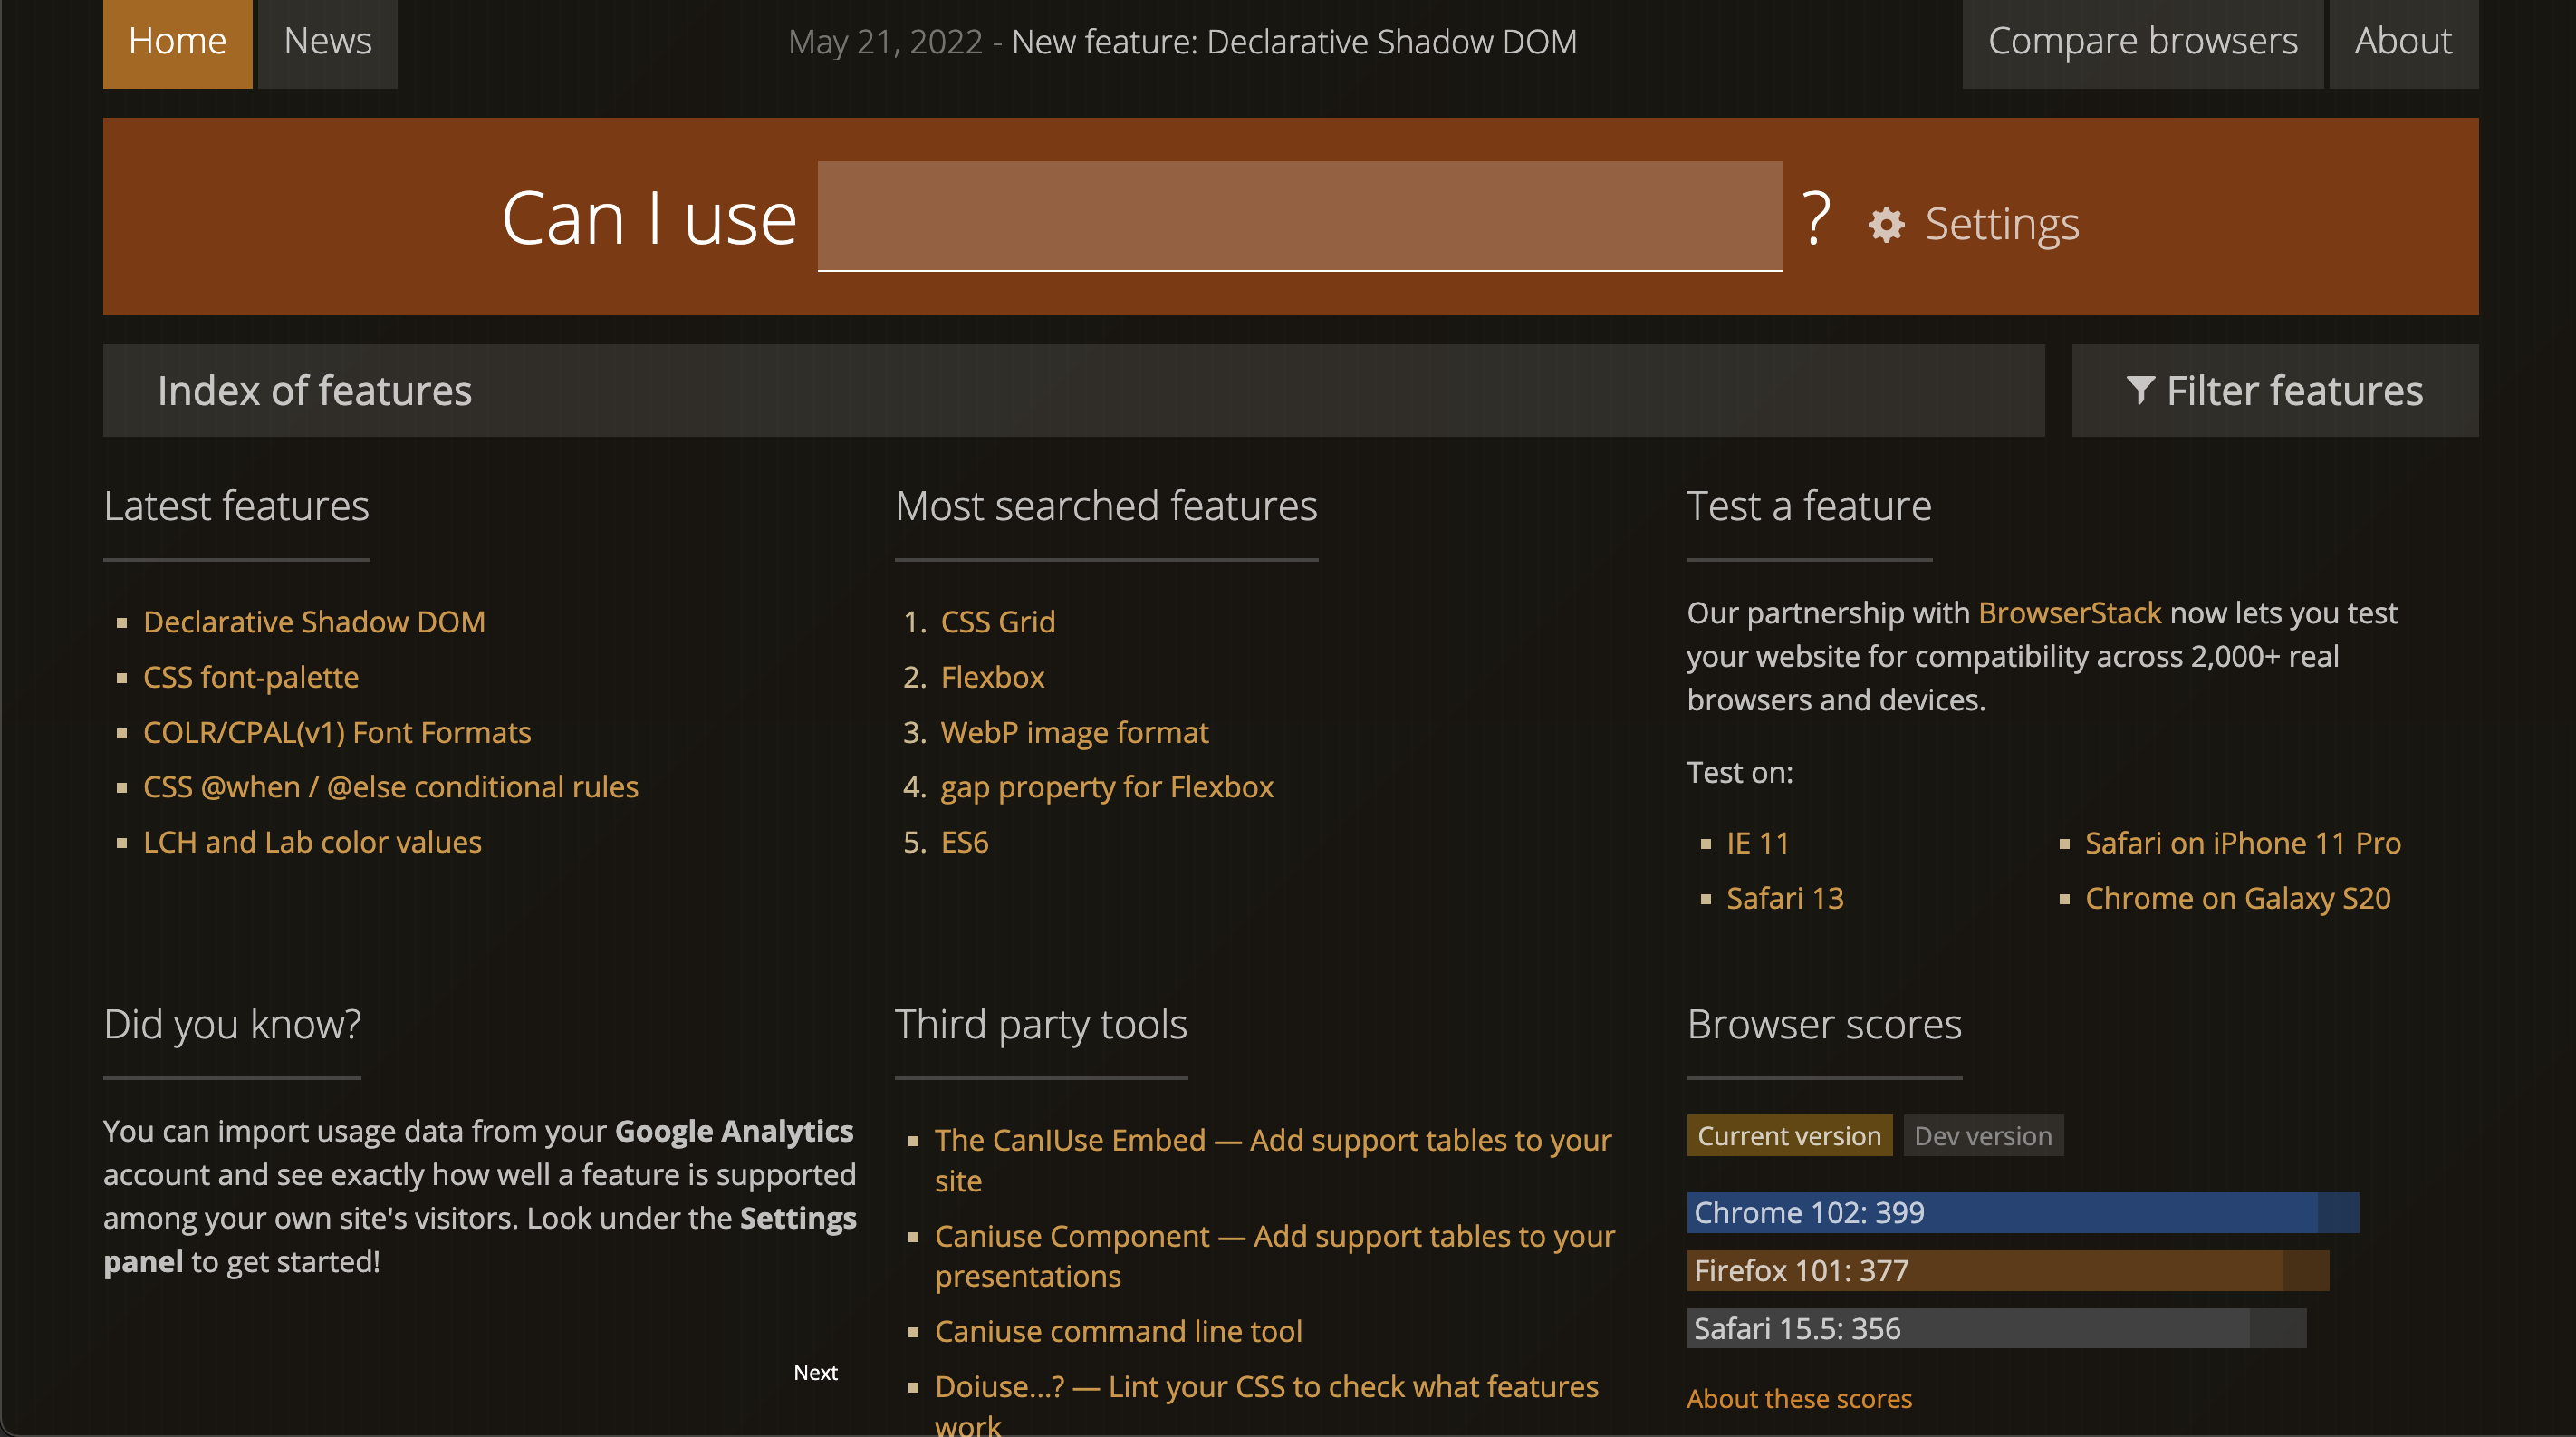 Home
News
May 21, 2022 - New feature: Declarative Shadow DOM
Compare browsers
About
Can I use
?
Settings
Index of features
Filter features
Latest features
Declarative Shadow DOM
CSS font-palette
COLR/CPAL(v1) Font Formats
CSS @when / @else conditional rules
LCH and Lab color values
Most searched features
1. CSS Grid
2. Flexbox
3. WebP image format
4. gap property for Flexbox
5. ES6
Test a feature
Our partnership with BrowserStack now lets you test
your website for compatibility across 2,000+ real
browsers and devices.
Test on:
IE 11
Safari 13
Safari on iPhone 11 Pro
Chrome on Galaxy S20
Did you know?
You can import usage data from your Google Analytics
account and see exactly how well a feature is supported
among your own site's visitors. Look under the Settings
panel to get started!
Next
Third party tools
The CanIUse Embed — Add support tables to your
site
Caniuse Component — Add support tables to your
presentations
Caniuse command line tool
Doiuse...? — Lint your CSS to check what features
work
Browser scores
Current version
Dev version
Chrome 102: 399
Firefox 101: 377
Safari 15.5: 356
About these scores